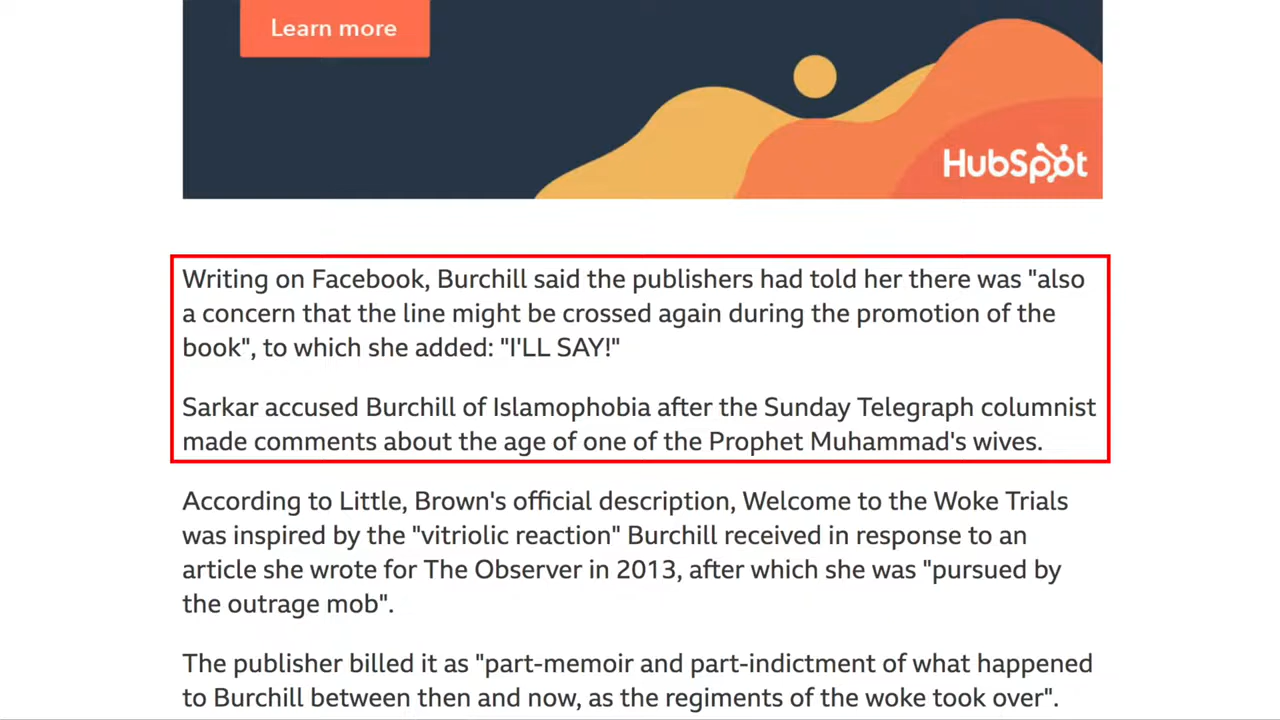 Learn more
HubSpot
Writing on Facebook, Burchill said the publishers had told her there was "also
a concern that the line might be crossed again during the promotion of the
book", to which she added: "I'LL SAY!"
Sarkar accused Burchill of Islamophobia after the Sunday Telegraph columnist
made comments about the age of one of the Prophet Muhammad's wives.
According to Little, Brown's official description, Welcome to the Woke Trials
was inspired by the "vitriolic reaction" Burchill received in response to an
article she wrote for The Observer in 2013, after which she was "pursued by
the outrage mob".
The publisher billed it as "part-memoir and part-indictment of what happened
to Burchill between then and now, as the regiments of the woke took over".